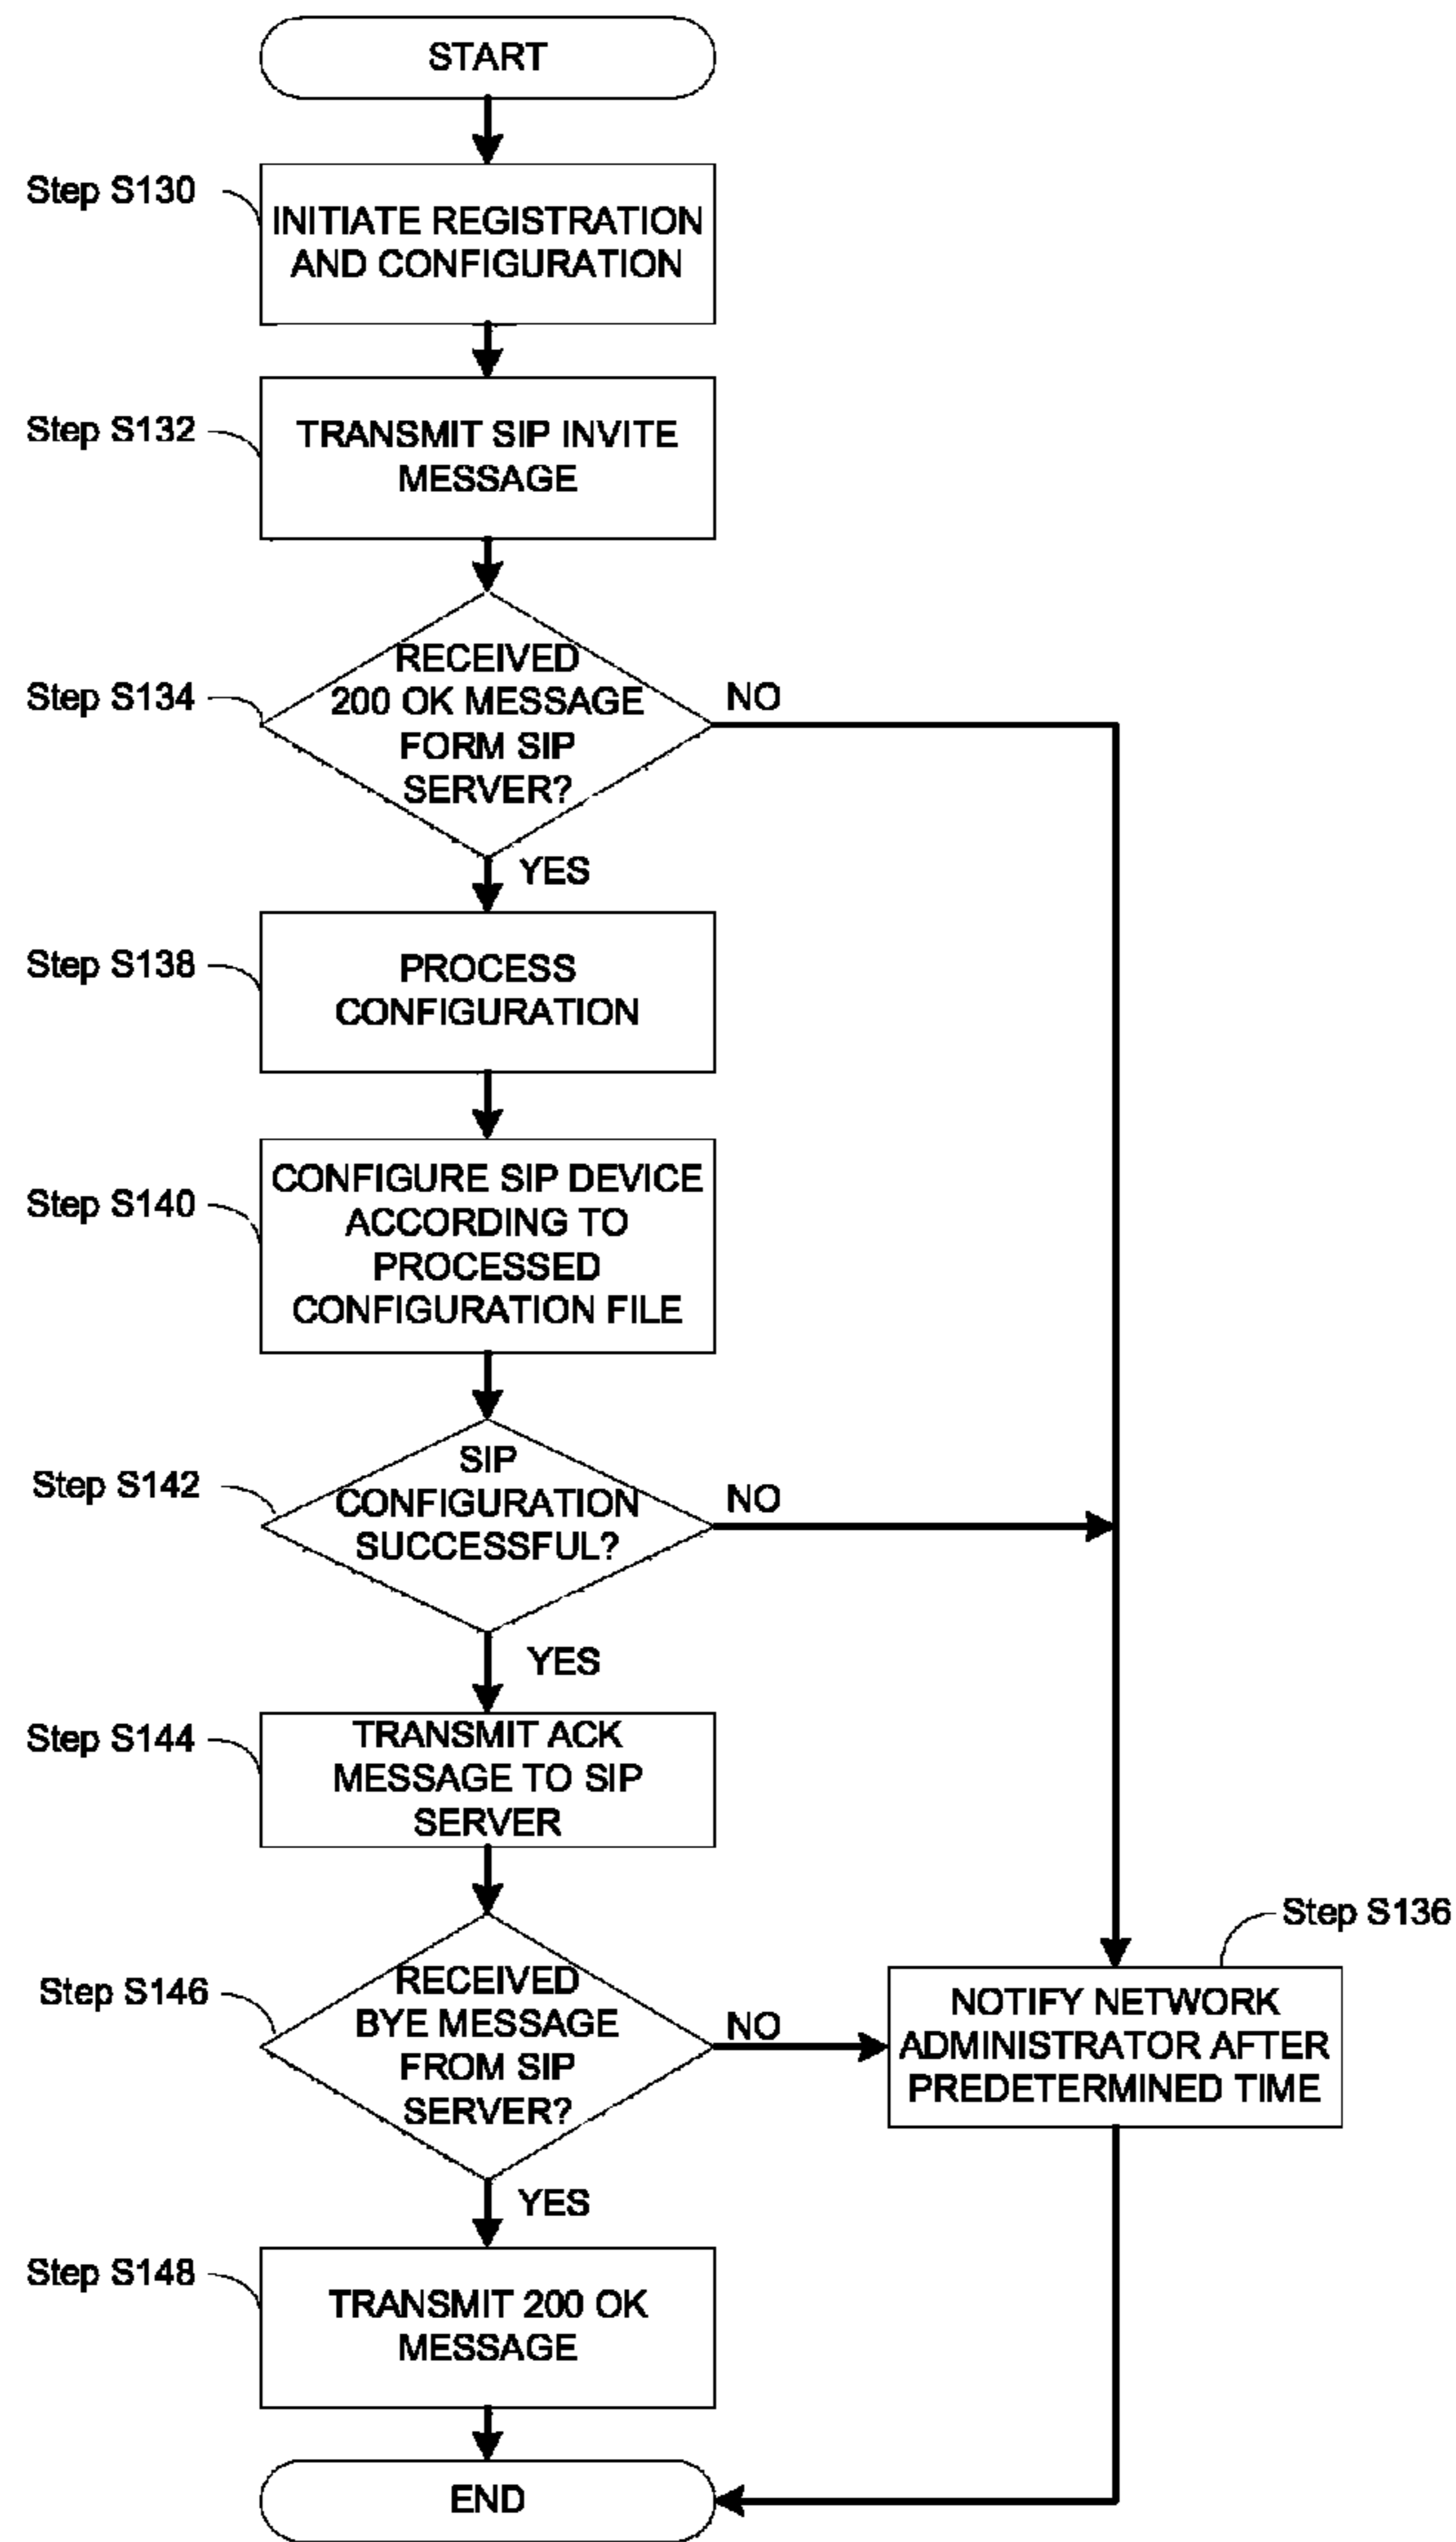 START
Step S130
INITIATE REGISTRATION
AND CONFIGURATION
Step S132
TRANSMIT SIP INVITE
MESSAGE
Step S134
RECEIVED
200 OK MESSAGE
FORM SIP
SERVER?
NO
YES
Step S138
PROCESS
CONFIGURATION
Step S140
CONFIGURE SIP DEVICE
ACCORDING TO
PROCESSED
CONFIGURATION FILE
Step S142
SIP
CONFIGURATION
SUCCESSFUL?
NO
YES
Step S144
TRANSMIT ACK
MESSAGE TO SIP
SERVER
Step S146
RECEIVED
BYE MESSAGE
FROM SIP
SERVER?
NO
Step S136
NOTIFY NETWORK
ADMINISTRATOR AFTER
PREDETERMINED TIME
YES
Step S148
TRANSMIT 200 OK
MESSAGE
END